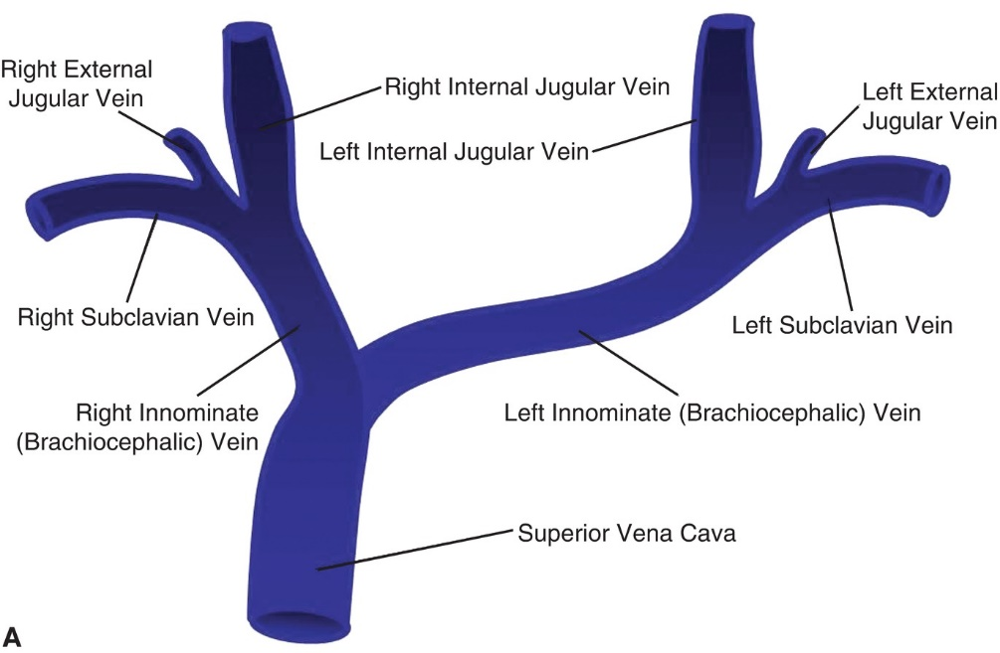 Right External
Jugular Vein
Right Internal Jugular Vein
Left External
Jugular Vein
Left Internal Jugular Vein
Right Subclavian Vein
Left Subclavian Vein
Right Innominate
(Brachiocephalic) Vein
Left Innominate (Brachiocephalic) Vein
Superior Vena Cava
A